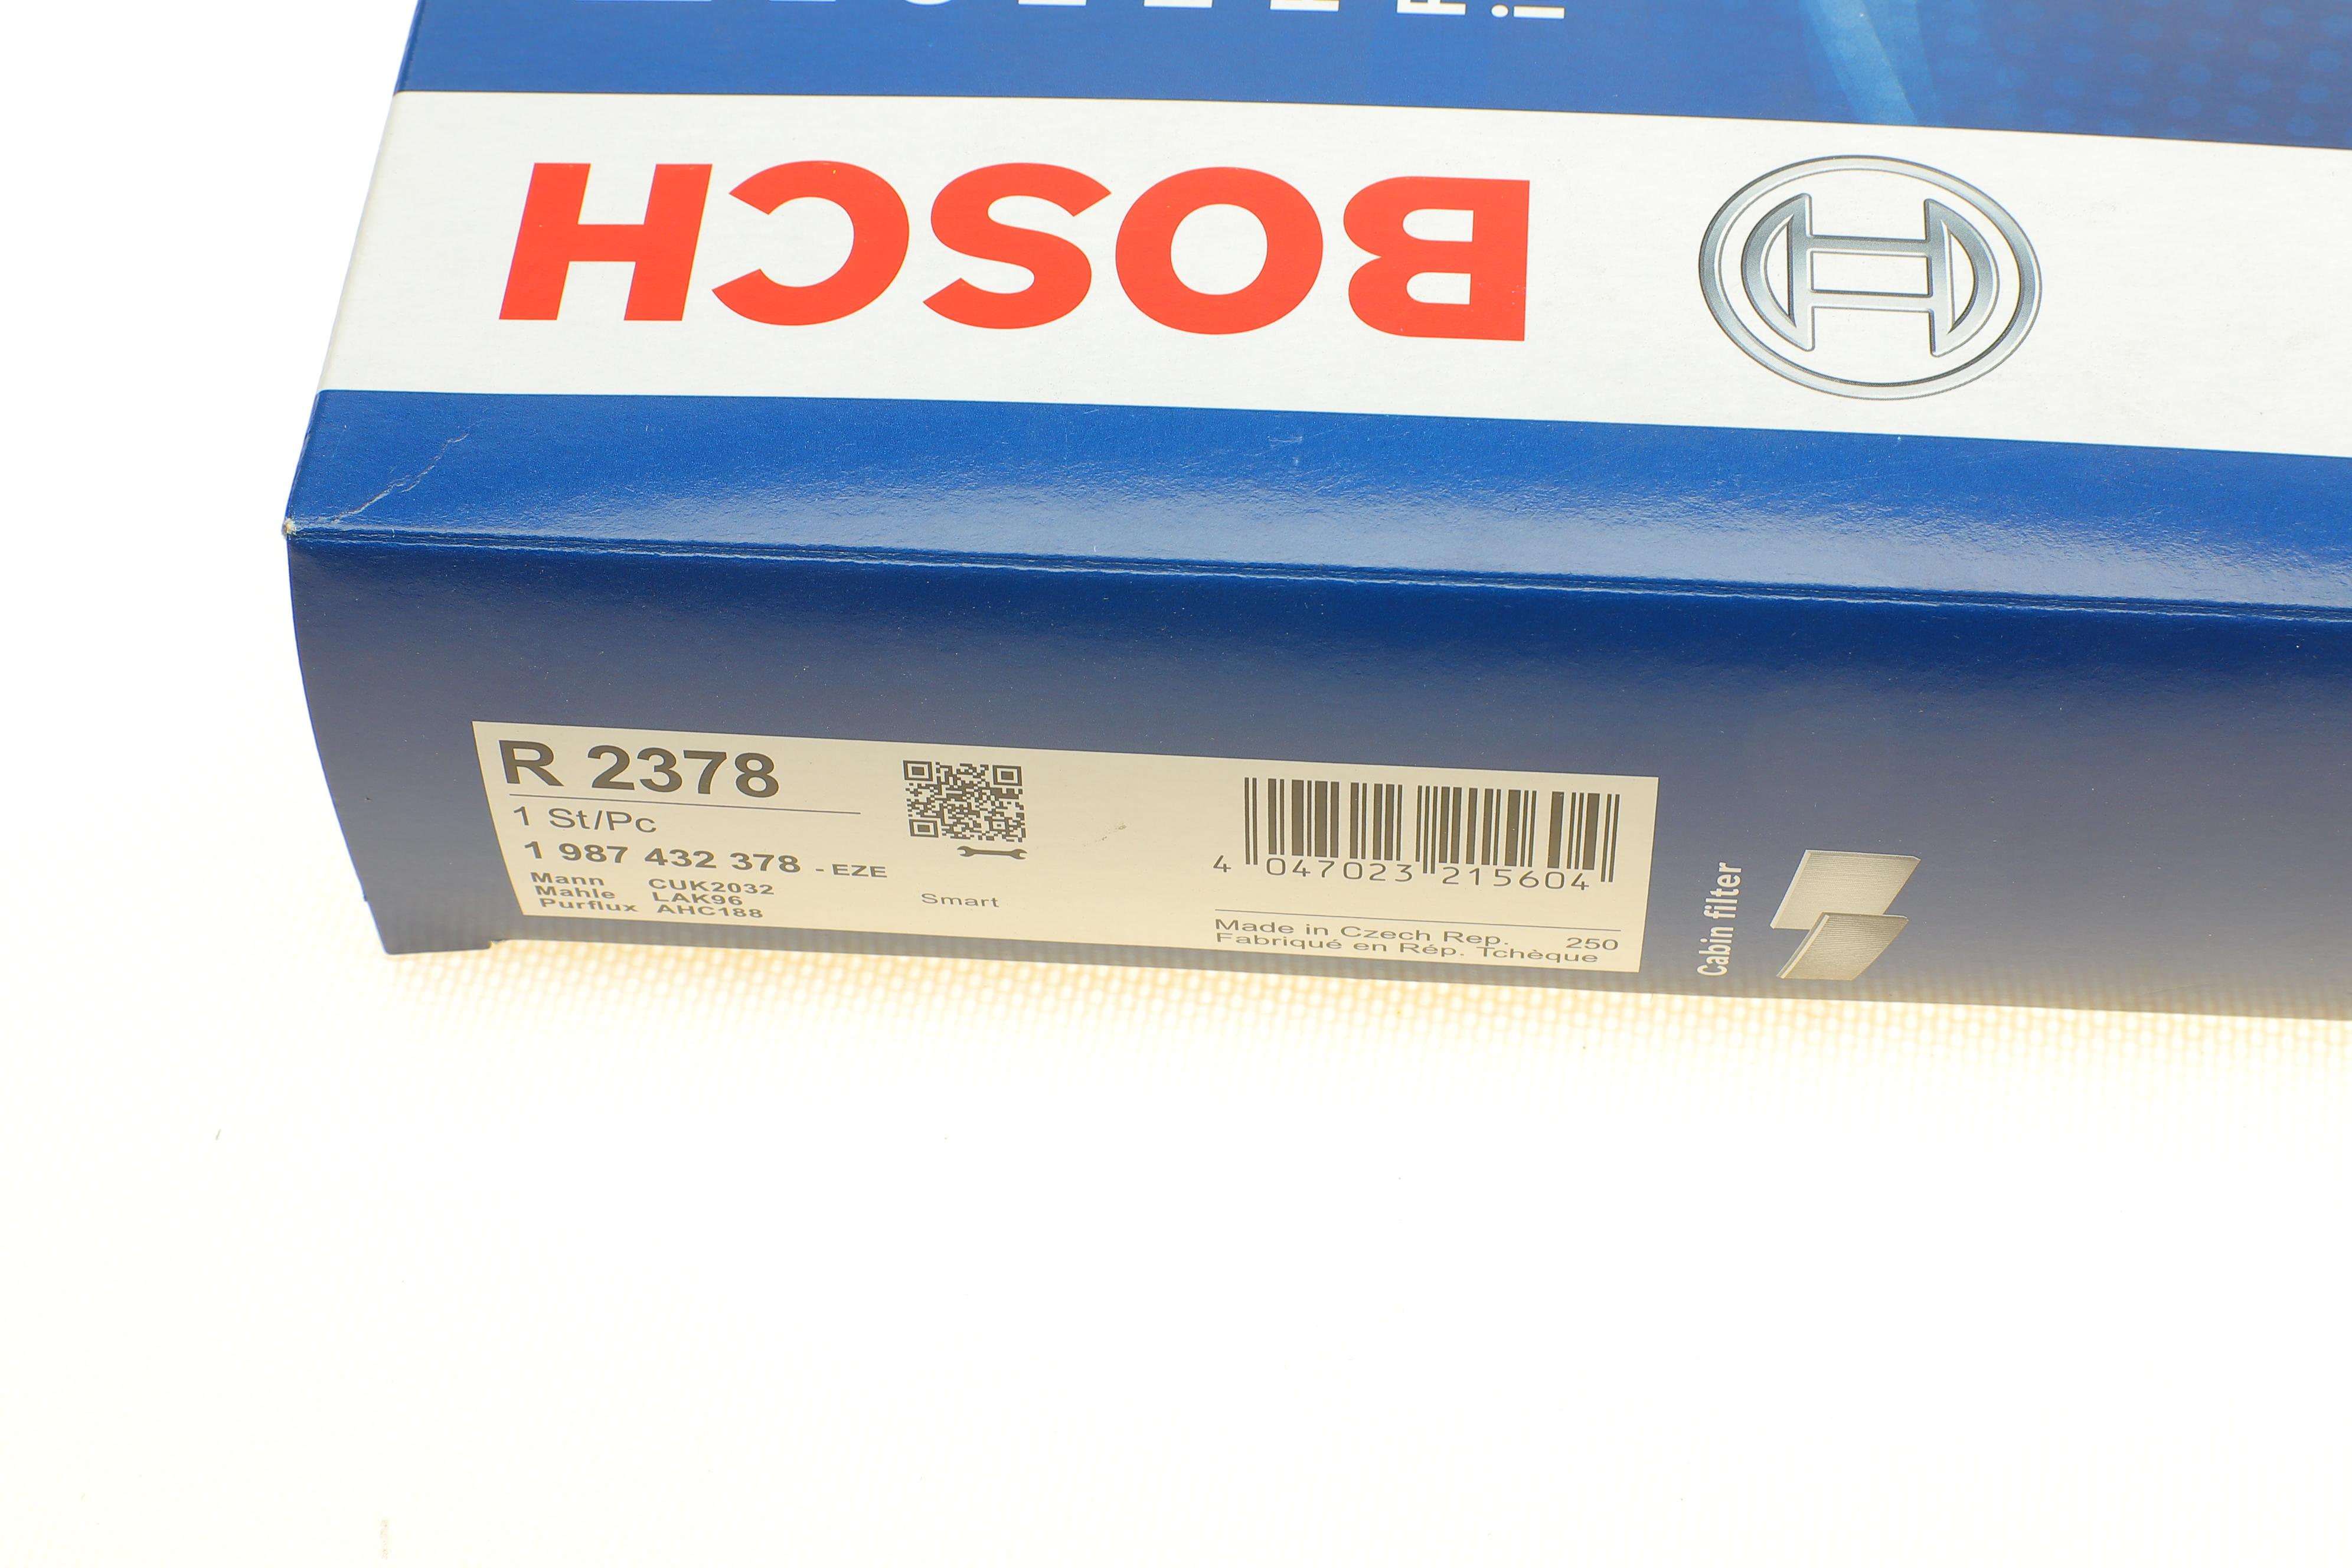 BOSCH
R 2378
1 St/Pc
1 987 432 378 - EZE
Mann CUK2032
Mahle LAK96
Purflux AHC188
Smart
4 047023 215604
Made in Czech Rep. 250
Fabriqué en Rép. Tchèque
Cabin filter